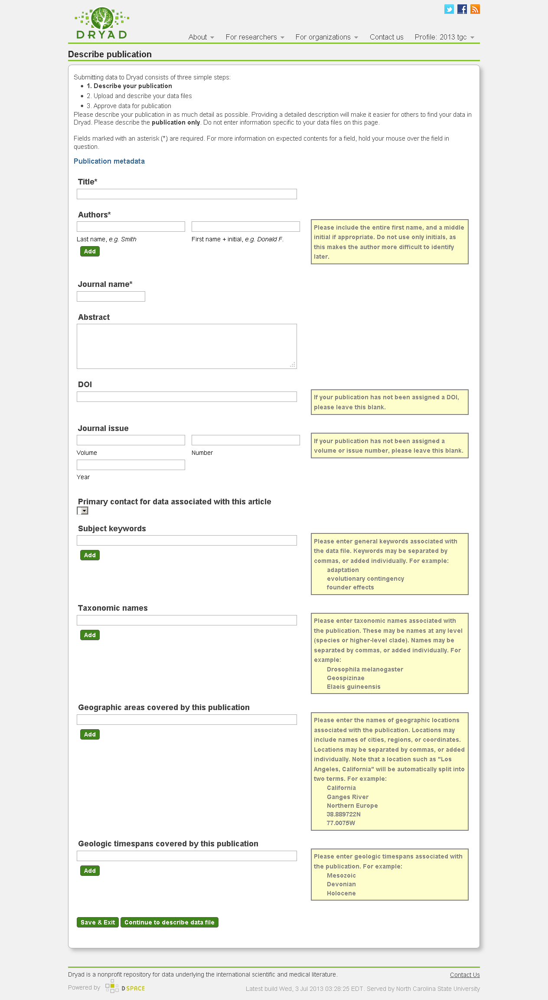 DRYAD
About
For researchers
For organizations
Contact us
Profile: 2013 tgc
Describe publication
Submitting data to Dryad consists of three simple steps:
1. Describe your publication
2. Upload and describe your data files
3. Approve data for publication
Please describe your publication in as much detail as possible. Providing a detailed description will make it easier for others to find your data in
Dryad. Please describe the publication only. Do not enter information specific to your data files on this page.
Fields marked with an asterisk (*) are required. For more information on expected contents for a field, hold your mouse over the field in
question.
Publication metadata
Title*
Authors*
Last name, e.g. Smith
First name + initial, e.g. Donald F.
Add
Please include the entire first name, and a middle
initial if appropriate. Do not use only initials, as
this makes the author more difficult to identify
later.
Journal name*
Abstract
DOI
If your publication has not been assigned a DOI,
please leave this blank.
Journal issue
Volume
Number
Year
If your publication has not been assigned a
volume or issue number, please leave this blank.
Primary contact for data associated with this article
Subject keywords
Add
Please enter general keywords associated with
the data file. Keywords may be separated by
commas, or added individually. For example:
adaptation
evolutionary contingency
founder effects
Taxonomic names
Add
Please enter taxonomic names associated with
the publication. These may be names at any level
(species or higher-level clade). Names may be
separated by commas, or added individually. For
example:
Drosophila melanogaster
Geospizinae
Elaeis guineensis
Geographic areas covered by this publication
Add
Please enter the names of geographic locations
associated with the publication. Locations may
include names of cities, regions, or coordinates.
Locations may be separated by commas, or added
individually. Note that a location such as "Los
Angeles, California" will be automatically split into
two terms. For example:
California
Ganges River
Northern Europe
38.889722N
77.0075W
Geologic timespans covered by this publication
Add
Please enter geologic timespans associated with
the publication. For example:
Mesozoic
Devonian
Holocene
Save & Exit
Continue to describe data file
Dryad is a nonprofit repository for data underlying the international scientific and medical literature.
Contact Us
Powered by DSPACE
Latest build Wed, 3 Jul 2013 03:28:25 EDT. Served by North Carolina State University